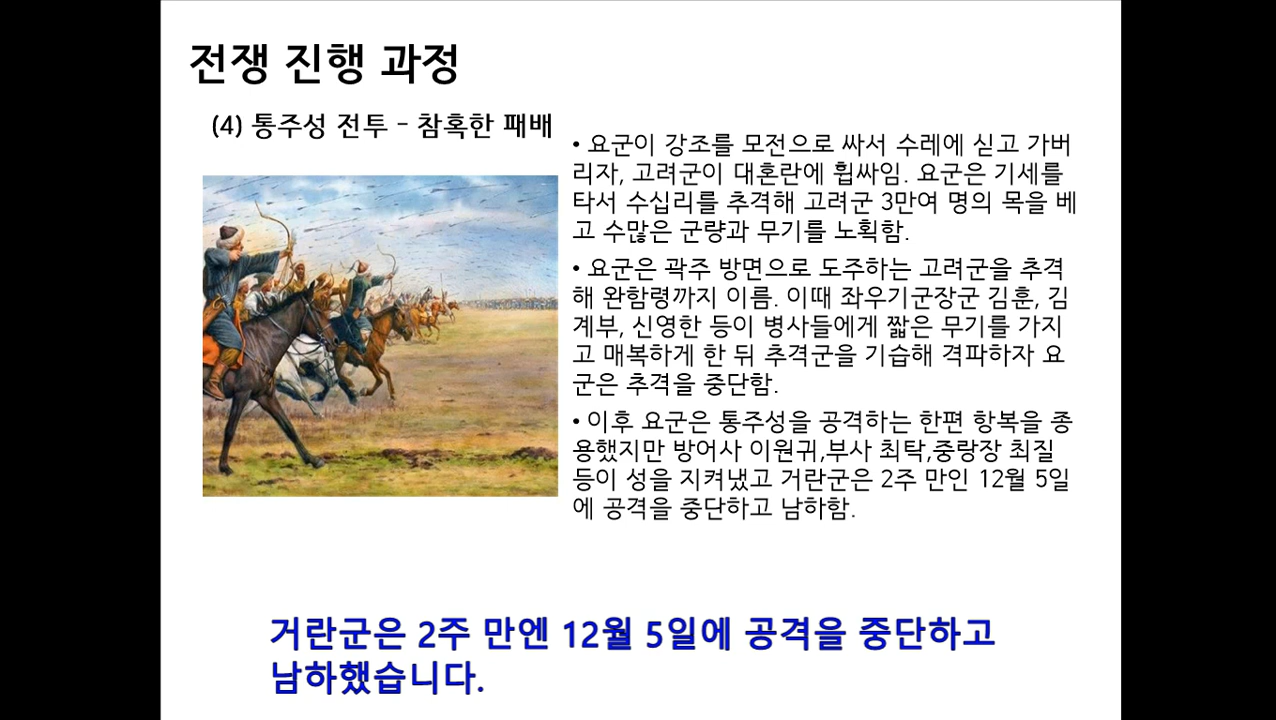 전쟁 진행 과정
(4) 통주성 전투 – 참혹한 패배
• 요군이 강조를 모전으로 싸서 수레에 싣고 가버
리자, 고려군이 대혼란에 휩싸임. 요군은 기세를
타서 수십리를 추격해 고려군 3만여 명의 목을 베
고 수많은 군량과 무기를 노획함.
• 요군은 곽주 방면으로 도주하는 고려군을 추격
해 완함령까지 이름. 이때 좌우기군장군 김훈, 김
계부, 신영한 등이 병사들에게 짧은 무기를 가지
고 매복하게 한 뒤 추격군을 기습해 격파하자 요
군은 추격을 중단함.
• 이후 요군은 통주성을 공격하는 한편 항복을 종
용했지만 방어사 이원귀,부사 최탁,중랑장 최질
등이 성을 지켜냈고 거란군은 2주 만인 12월 5일
에 공격을 중단하고 남하함.
거란군은 2주 만엔 12월 5일에 공격을 중단하고
남하했습니다.